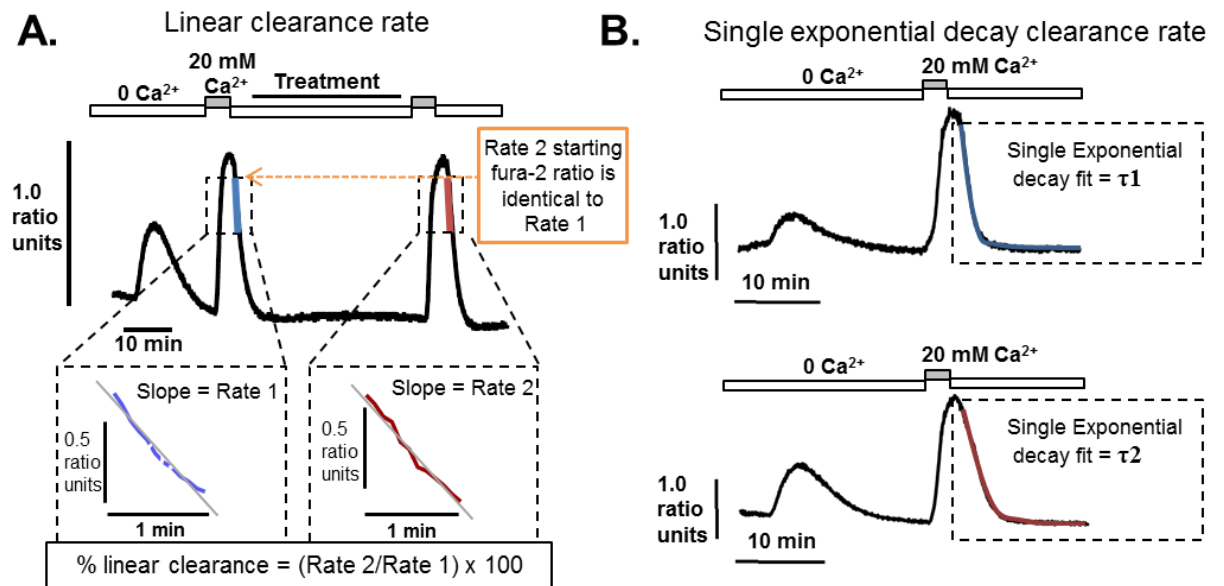 A.
Linear clearance rate
20 mM
0 Ca²⁺
Ca²⁺
Treatment
1.0
ratio
units
Rate 2 starting
fura-2 ratio is
identical to
Rate 1
10 min
Slope = Rate 1
0.5
ratio
units
1 min
Slope = Rate 2
0.5
ratio
units
1 min
% linear clearance = (Rate 2/Rate 1) x 100
B.
Single exponential decay clearance rate
0 Ca²⁺
20 mM Ca²⁺
Single Exponential
decay fit = τ1
1.0
ratio
units
10 min
0 Ca²⁺
20 mM Ca²⁺
Single Exponential
decay fit = τ2
1.0
ratio
units
10 min